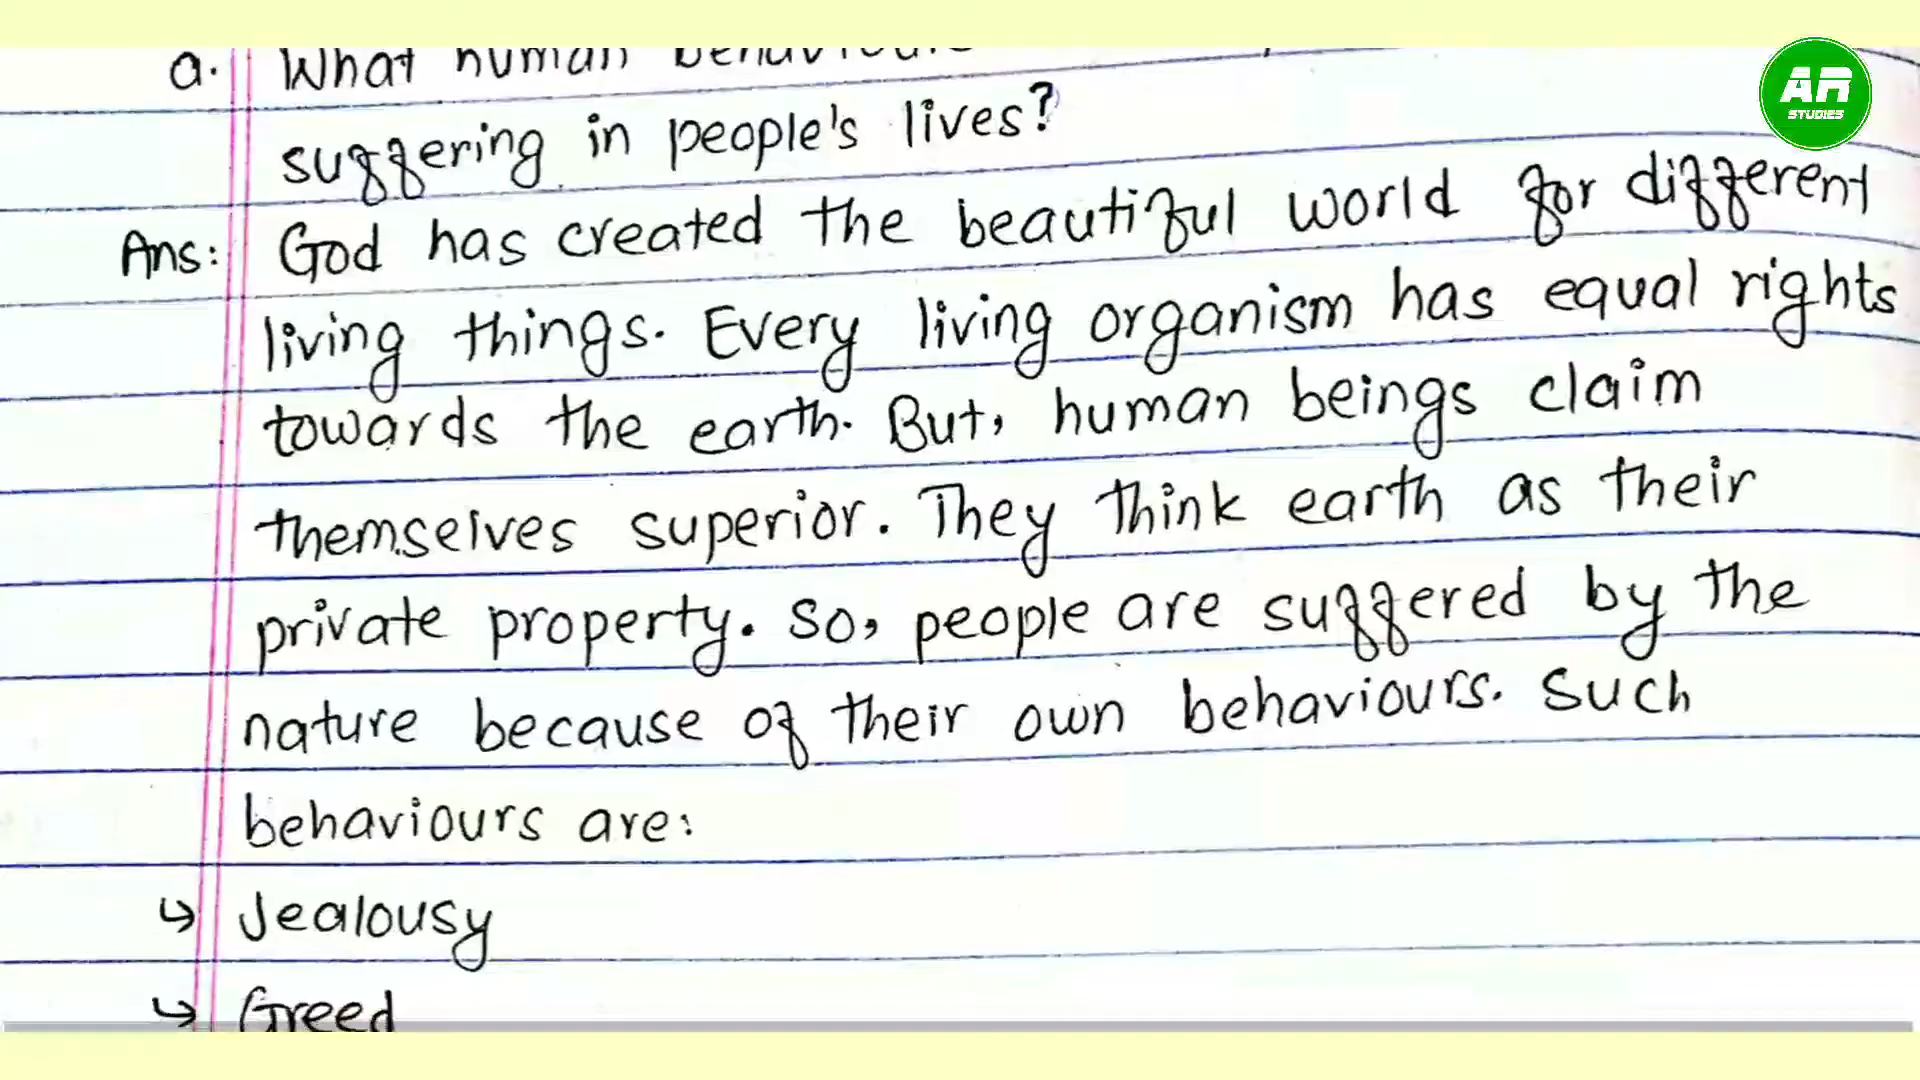 a. What human behaviours
suffering in people's lives?
Ans: God has created the beautiful world for different
living things. Every living organism has equal rights
towards the earth. But, human beings claim
themselves superior. They think earth as their
private property. So, people are suffered by the
nature because of their own behaviours. Such
behaviours are:
↳ Jealousy
↳ Greed
AR
STUDIES